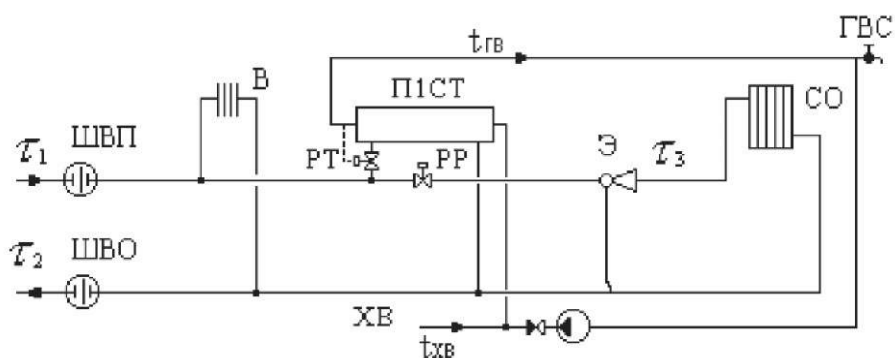 ГВС
tгв
В
П1СТ
СО
ШВП
Э
τ1
РТ
РР
τ3
ШВО
τ2
ХВ
tхв